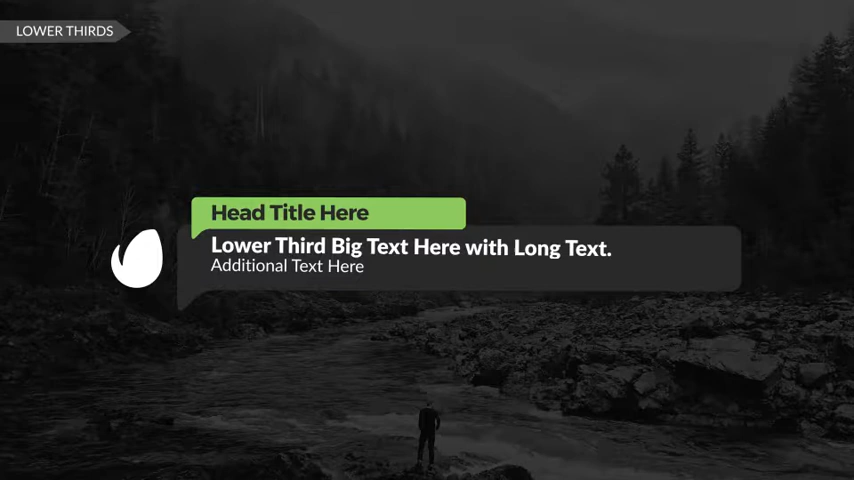 LOWER THIRDS
Head Title Here
Lower Third Big Text Here with Long Text.
Additional Text Here